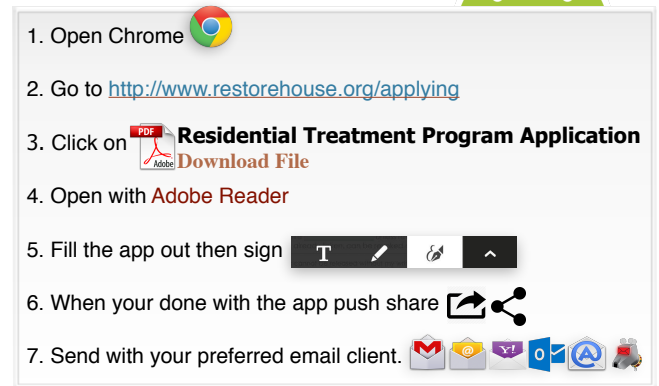 1. Open Chrome
2. Go to http://www.restorehouse.org/applying
3. Click on PDF Adobe Residential Treatment Program Application
Download File
4. Open with Adobe Reader
5. Fill the app out then sign T
6. When your done with the app push share
7. Send with your preferred email client. @ Y! o